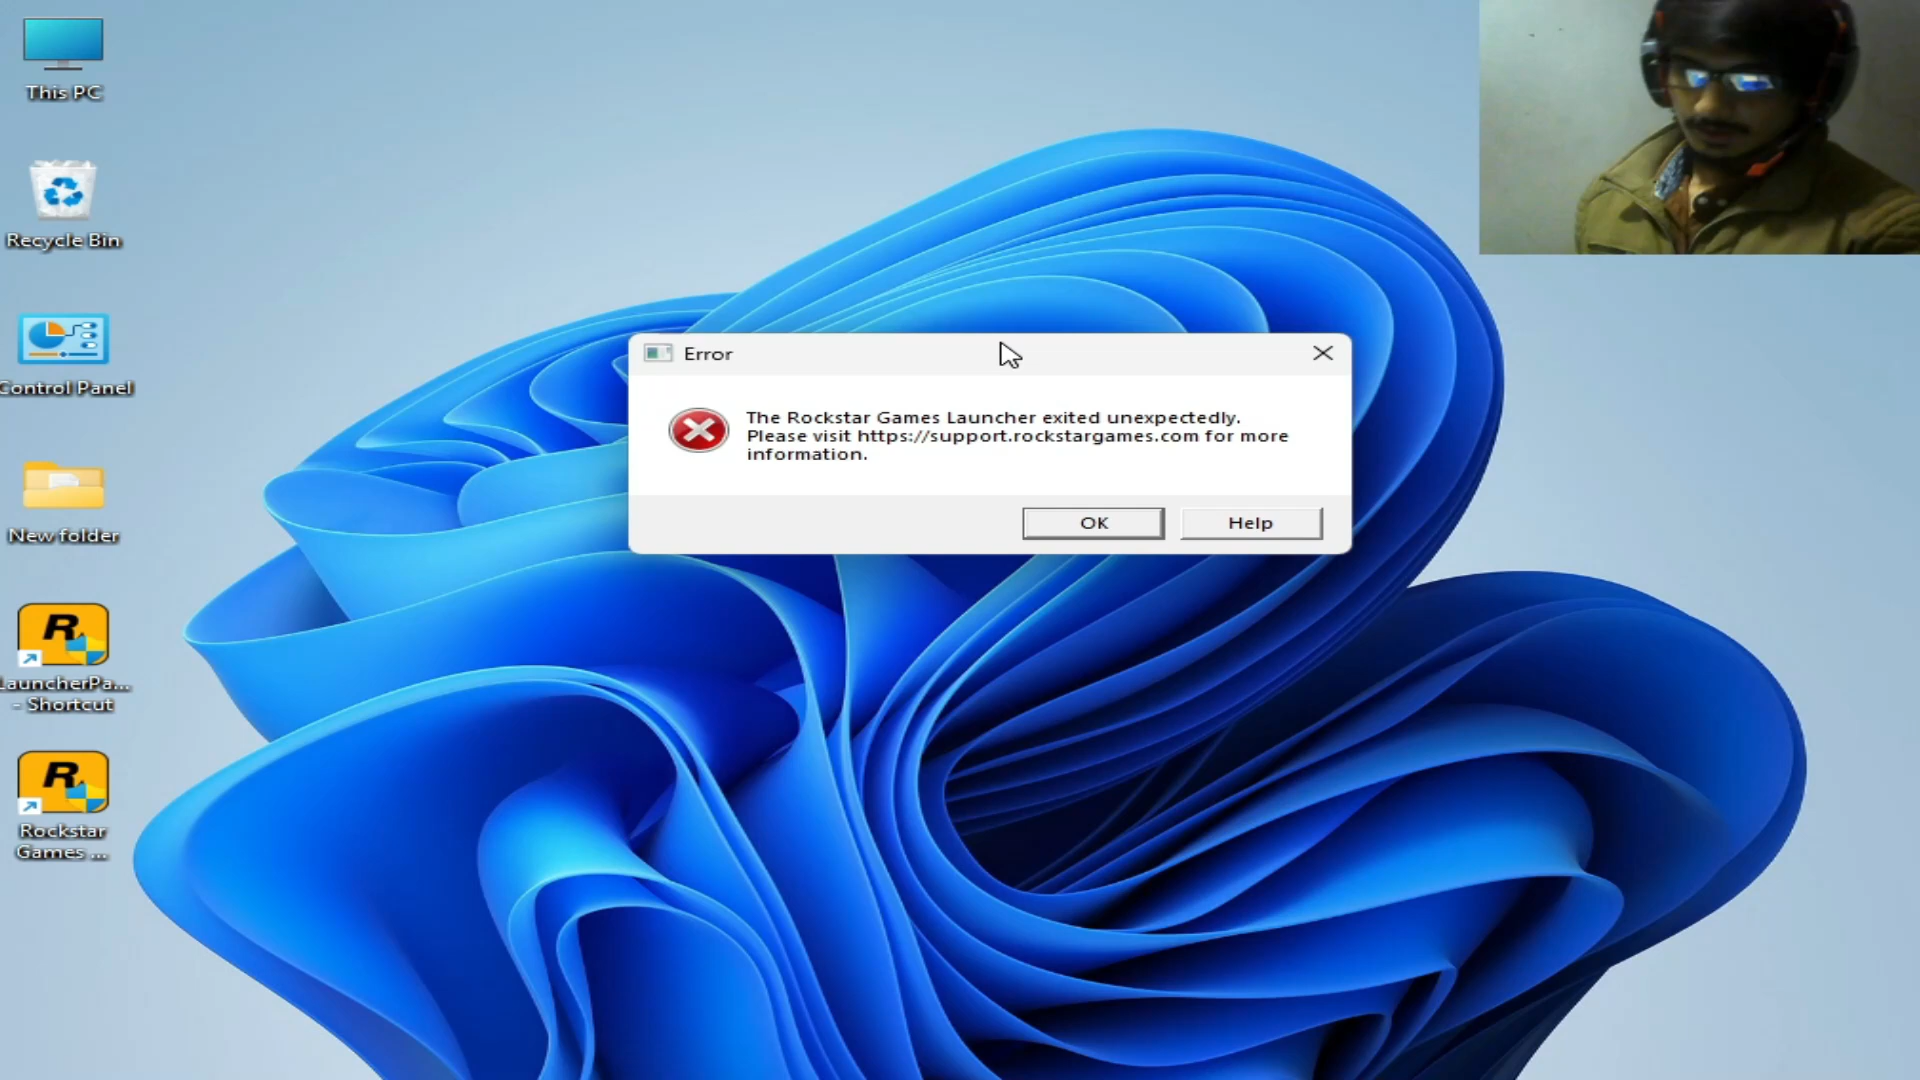 This PC
Recycle Bin
Control Panel
New folder
LauncherPa...
- Shortcut
Rockstar
Games ...
Error
The Rockstar Games Launcher exited unexpectedly.
Please visit https://support.rockstargames.com for more
information.
OK
Help